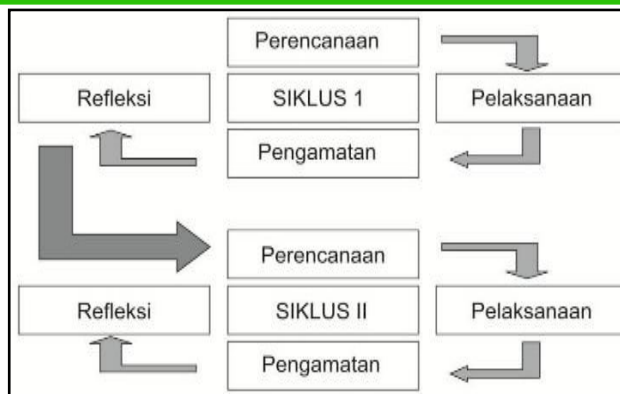 Perencanaan
Refleksi SIKLUS 1 Pelaksanaan
Pengamatan
Perencanaan
Refleksi SIKLUS II Pelaksanaan
Pengamatan